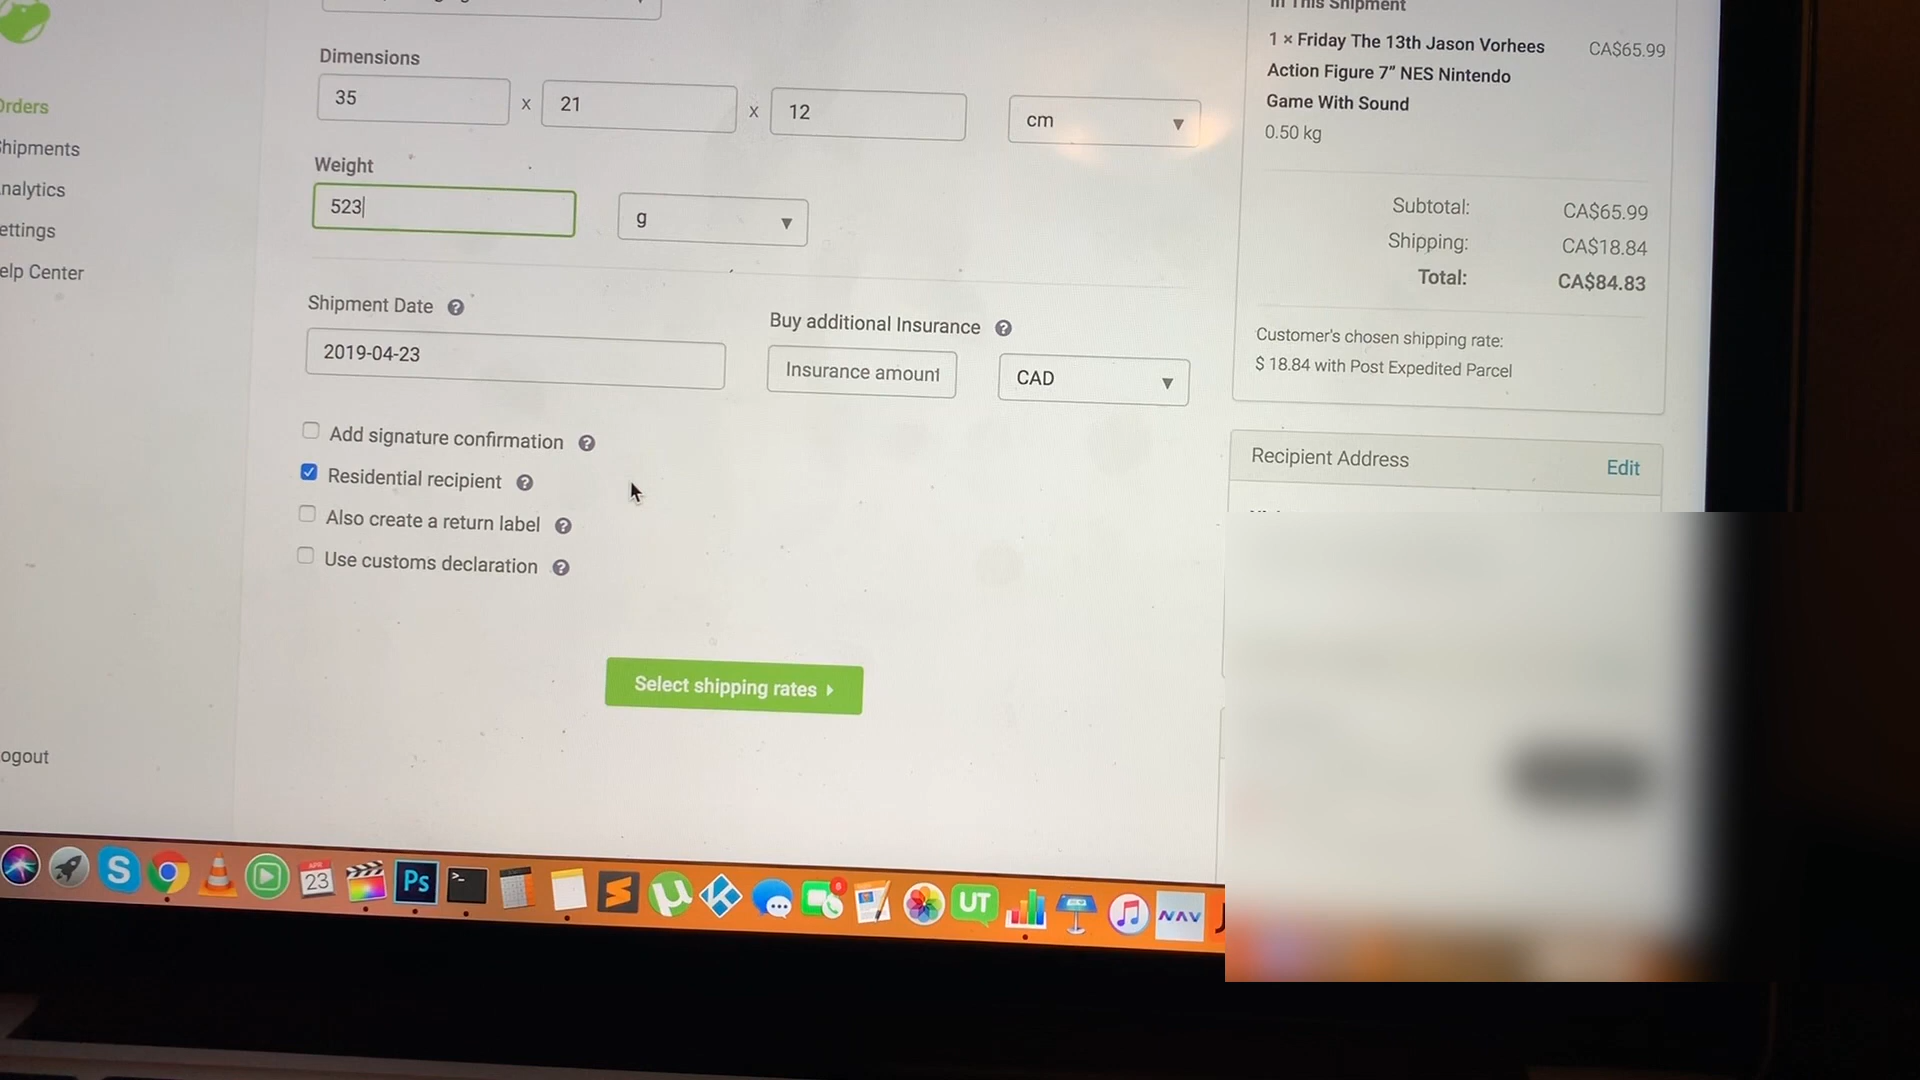 Dimensions
35 x 21 x 12 cm
Weight
523 g
Shipment Date
2019-04-23
Buy additional Insurance
Insurance amount CAD
Add signature confirmation
Residential recipient
Also create a return label
Use customs declaration
Select shipping rates
Orders
hipments
nalytics
ettings
elp Center
ogout
In This Shipment
1 × Friday The 13th Jason Vorhees CA$65.99
Action Figure 7” NES Nintendo
Game With Sound
0.50 kg
Subtotal: CA$65.99
Shipping: CA$18.84
Total: CA$84.83
Customer's chosen shipping rate:
$ 18.84 with Post Expedited Parcel
Recipient Address Edit
S
APR
23
Ps
>_
UT
NAV